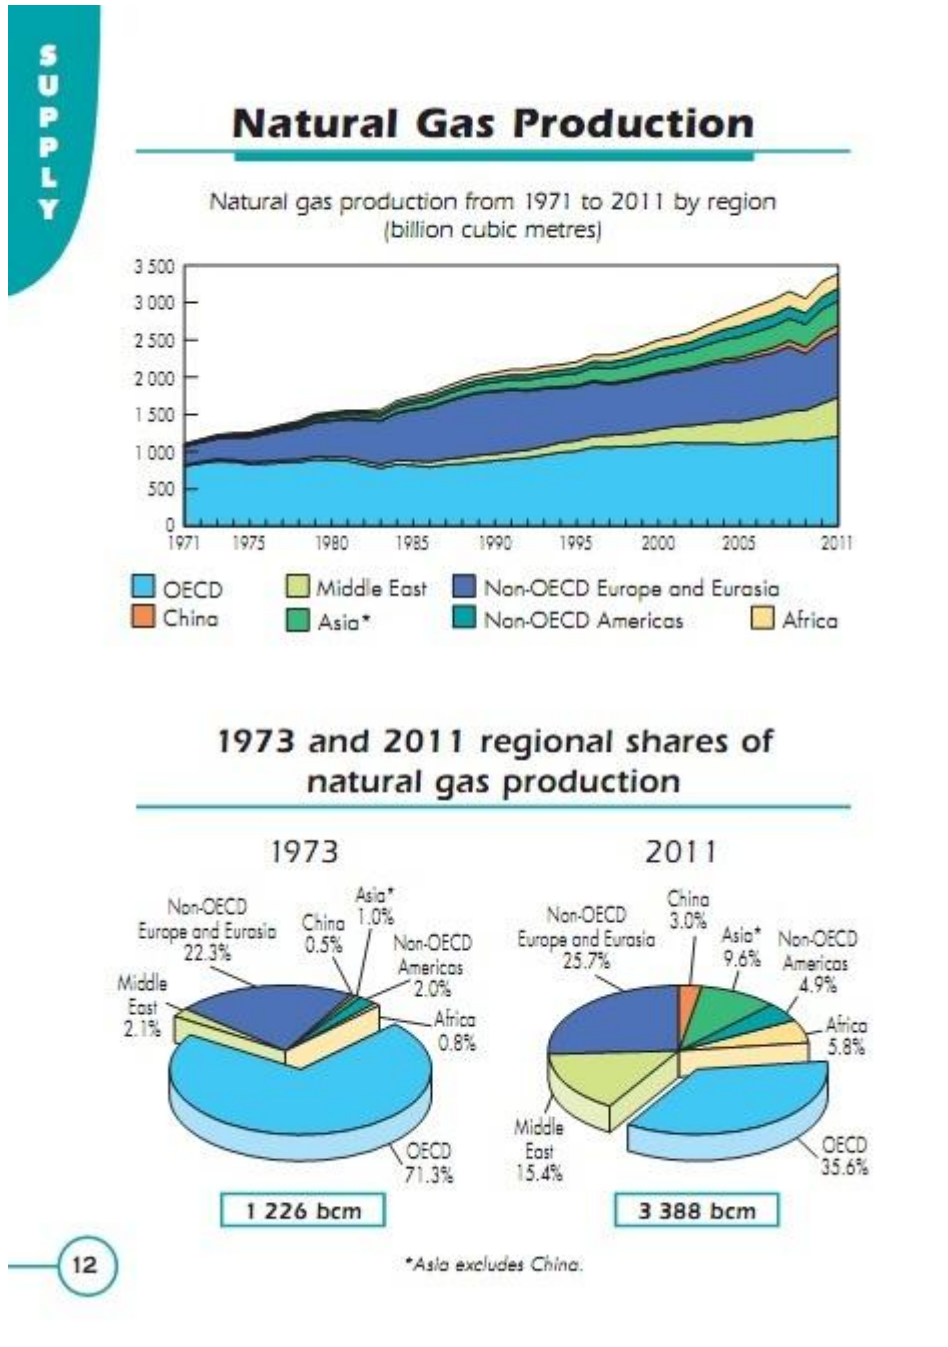 SUPPLY
Natural Gas Production
Natural gas production from 1971 to 2011 by region
(billion cubic metres)
3 500
3 000
2 500
2 000
1 500
1 000
500
0
1971 1975 1980 1985 1990 1995 2000 2005 2011
OECD Middle East Non-OECD Europe and Eurasia
China Asia* Non-OECD Americas Africa
1973 and 2011 regional shares of
natural gas production
1973
Non-OECD
Europe and Eurasia
22.3%
China
0.5%
Asia*
1.0%
Non-OECD
Americas
2.0%
Middle
East
2.1%
Africa
0.8%
OECD
71.3%
1 226 bcm
2011
Non-OECD
Europe and Eurasia
25.7%
China
3.0%
Asia*
9.6%
Non-OECD
Americas
4.9%
Africa
5.8%
Middle
East
15.4%
OECD
35.6%
3 388 bcm
12
*Asia excludes China.